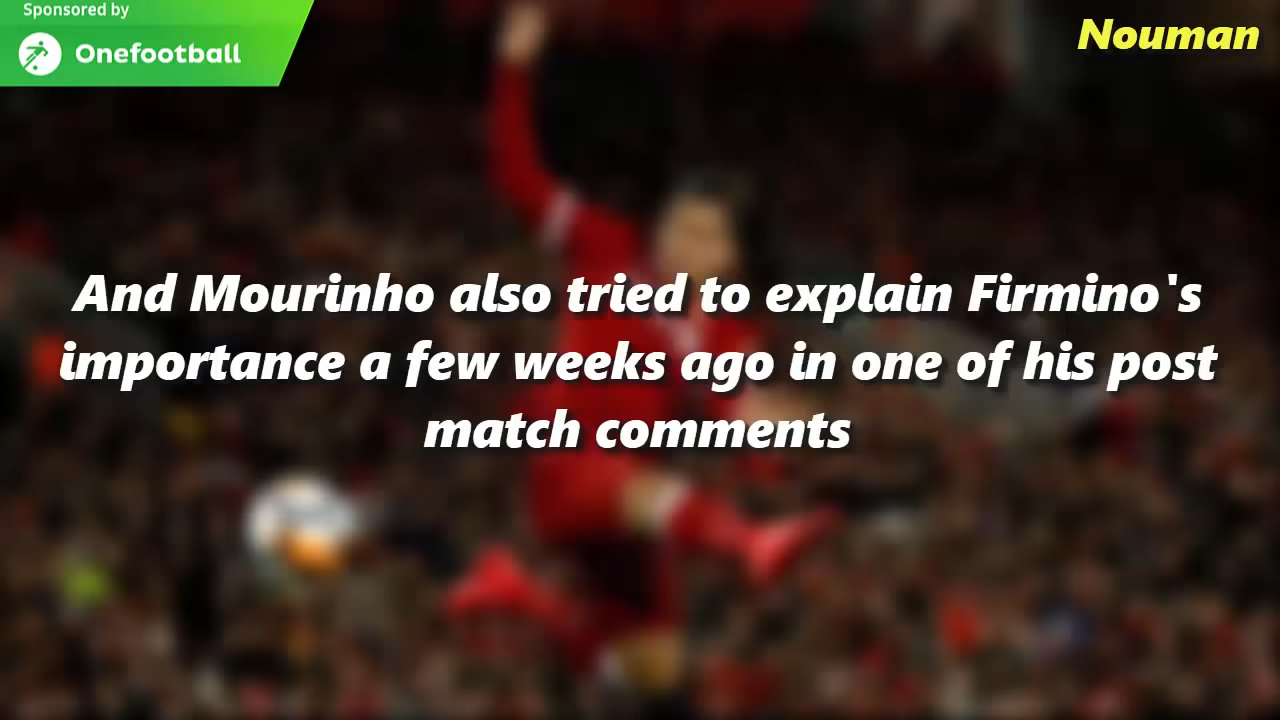 Sponsored by
Onefootball
Nouman
And Mourinho also tried to explain Firmino's
importance a few weeks ago in one of his post
match comments